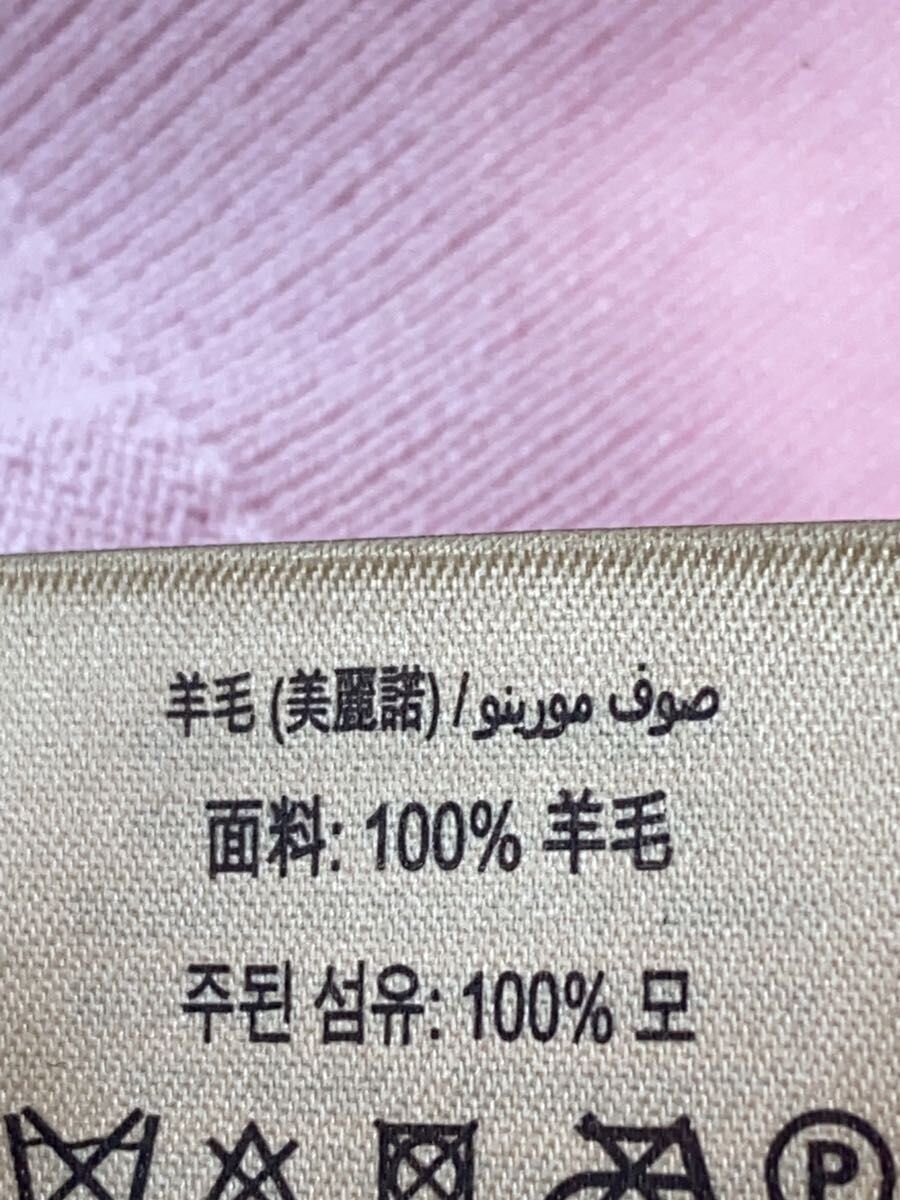 羊毛 (美麗諾) / صوف مورينو
面料: 100% 羊毛
주된 섬유: 100% 모
P